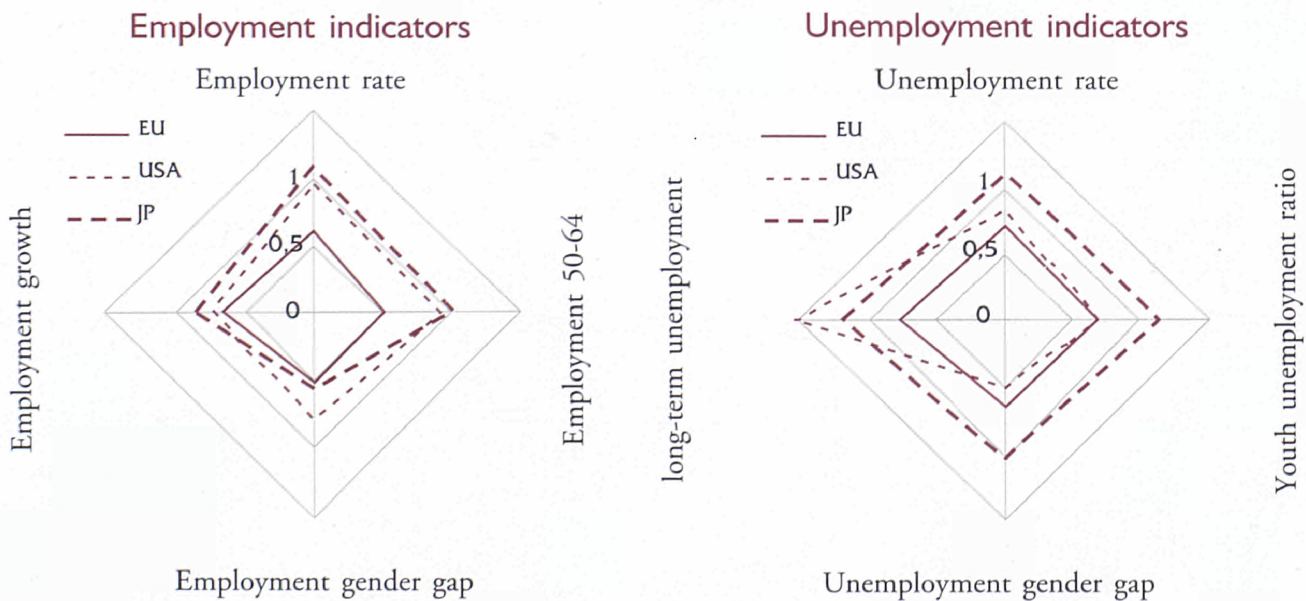 Employment indicators
Employment rate
EU
USA
JP
1
0,5
0
Employment growth
Employment 50-64
Employment gender gap
Unemployment indicators
Unemployment rate
EU
USA
JP
1
0,5
0
long-term unemployment
Youth unemployment ratio
Unemployment gender gap